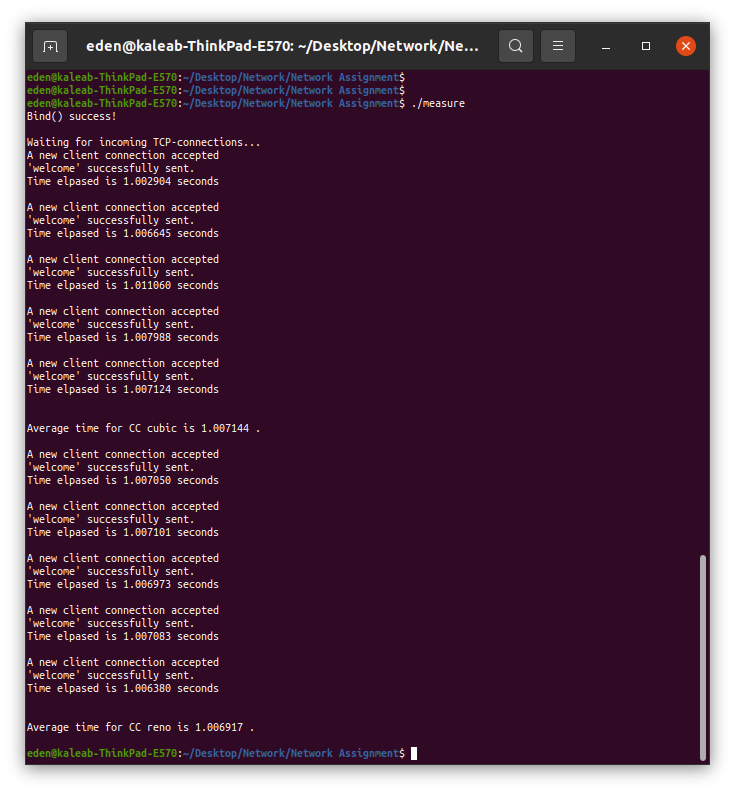 eden@kaleab-ThinkPad-E570: ~/Desktop/Network/Ne...
eden@kaleab-ThinkPad-E570:~/Desktop/Network/Network Assignment$
eden@kaleab-ThinkPad-E570:~/Desktop/Network/Network Assignment$
eden@kaleab-ThinkPad-E570:~/Desktop/Network/Network Assignment$ ./measure
Bind() success!
Waiting for incoming TCP-connections...
A new client connection accepted
'welcome' successfully sent.
Time elpased is 1.002904 seconds
A new client connection accepted
'welcome' successfully sent.
Time elpased is 1.006645 seconds
A new client connection accepted
'welcome' successfully sent.
Time elpased is 1.011060 seconds
A new client connection accepted
'welcome' successfully sent.
Time elpased is 1.007988 seconds
A new client connection accepted
'welcome' successfully sent.
Time elpased is 1.007124 seconds
Average time for CC cubic is 1.007144 .
A new client connection accepted
'welcome' successfully sent.
Time elpased is 1.007050 seconds
A new client connection accepted
'welcome' successfully sent.
Time elpased is 1.007101 seconds
A new client connection accepted
'welcome' successfully sent.
Time elpased is 1.006973 seconds
A new client connection accepted
'welcome' successfully sent.
Time elpased is 1.007083 seconds
A new client connection accepted
'welcome' successfully sent.
Time elpased is 1.006380 seconds
Average time for CC reno is 1.006917 .
eden@kaleab-ThinkPad-E570:~/Desktop/Network/Network Assignment$